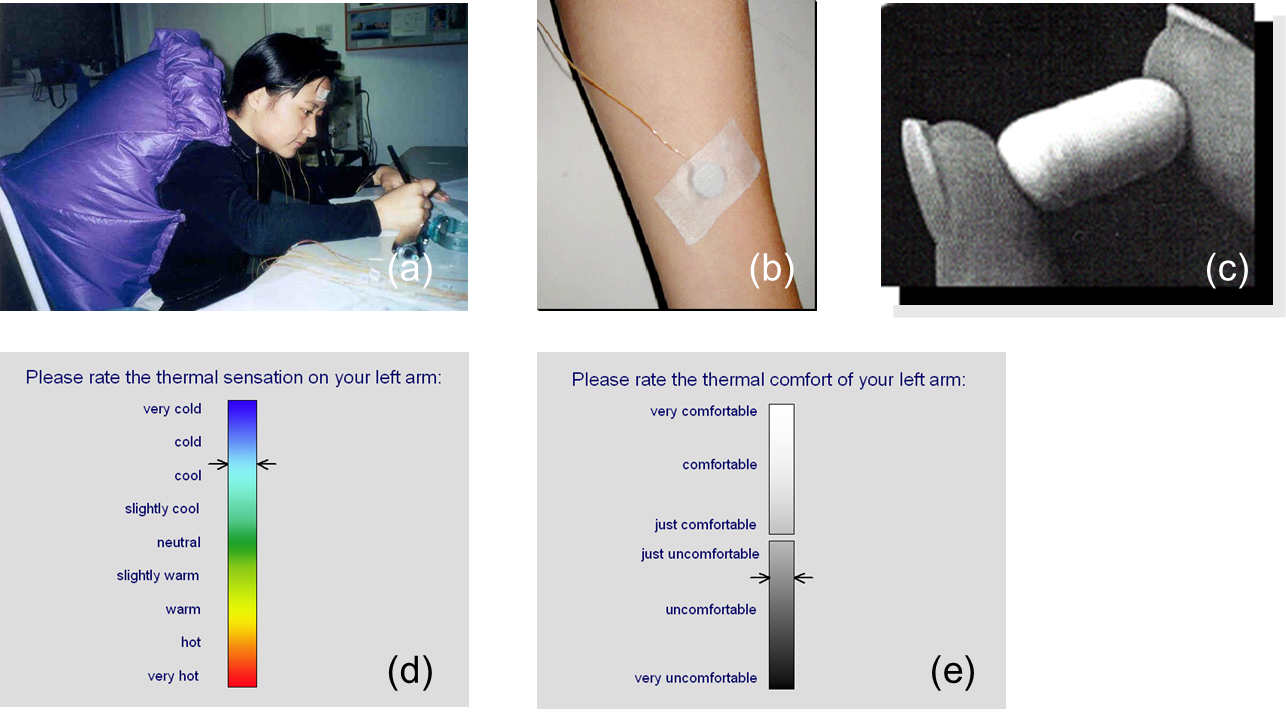 (a)
(b)
(c)
Please rate the thermal sensation on your left arm:
very cold
cold
cool
slightly cool
neutral
slightly warm
warm
hot
very hot
(d)
Please rate the thermal comfort of your left arm:
very comfortable
comfortable
just comfortable
just uncomfortable
uncomfortable
very uncomfortable
(e)